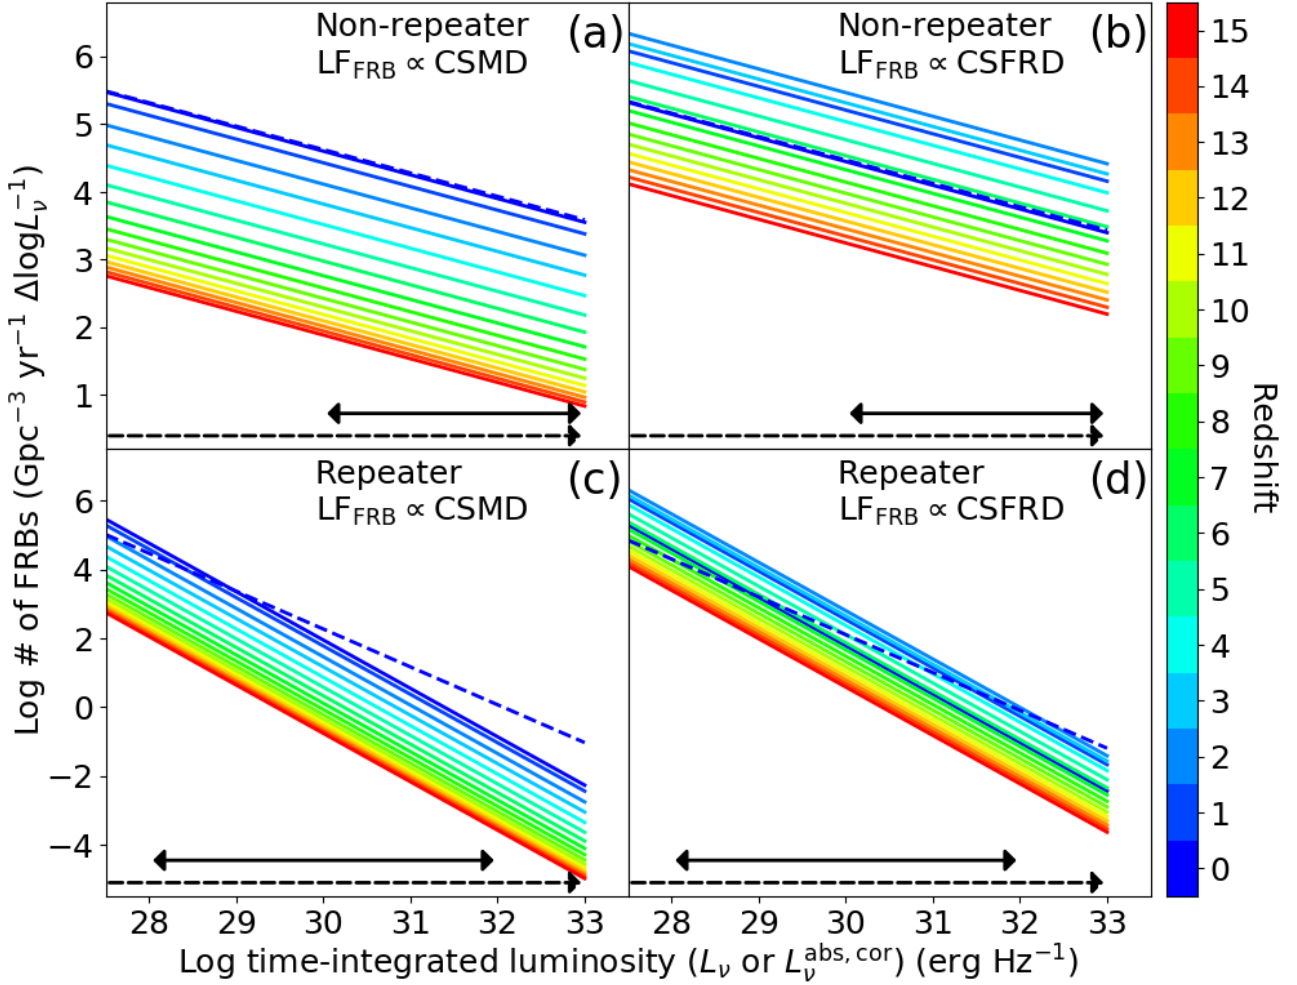 Non-repeater (a)
LF_FRB ∝ CSMD
Non-repeater (b)
LF_FRB ∝ CSFRD
6
5
4
3
2
1
Repeater (c)
LF_FRB ∝ CSMD
Repeater (d)
LF_FRB ∝ CSFRD
6
4
2
0
−2
−4
Log # of FRBs (Gpc⁻³ yr⁻¹ ΔlogL_ν⁻¹)
28 29 30 31 32 33
28 29 30 31 32 33
Log time-integrated luminosity (L_ν or L_ν^abs,cor) (erg Hz⁻¹)
15
14
13
12
11
10
9
8
7
6
5
4
3
2
1
0
Redshift